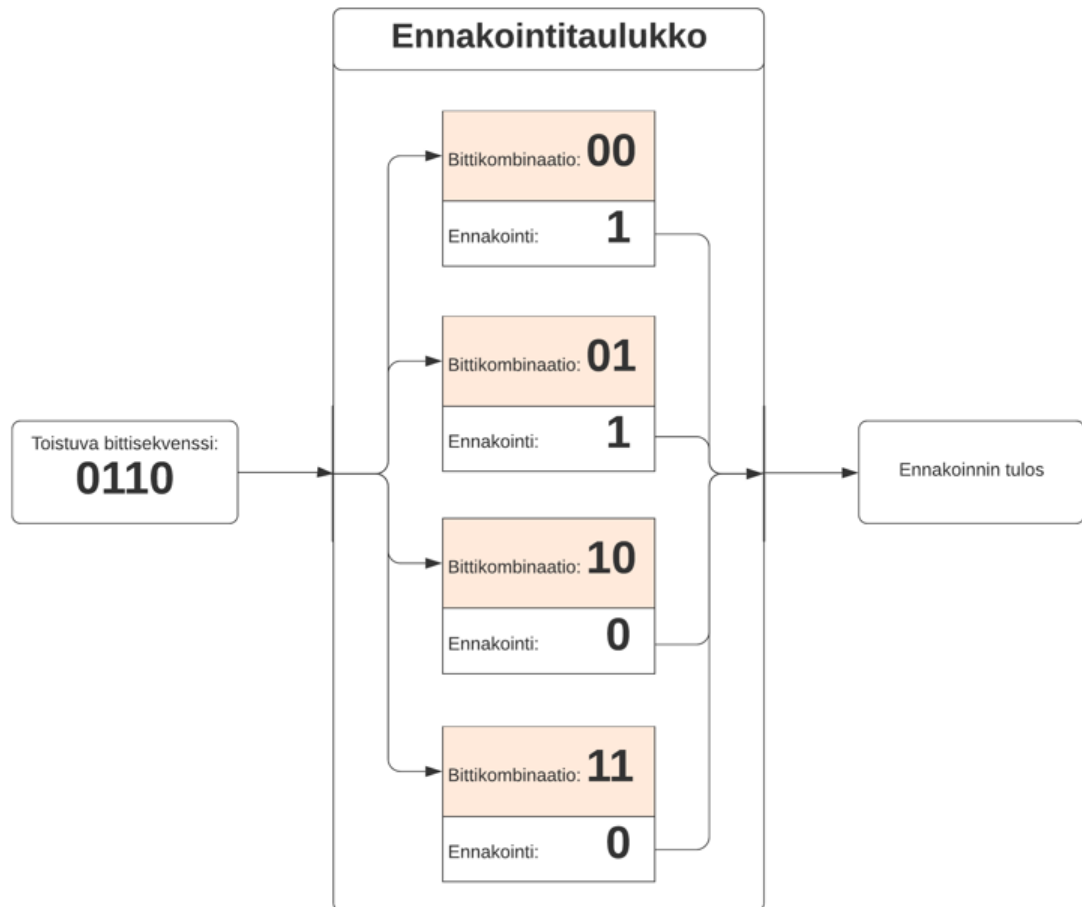 Ennakointitaulukko
Bittikombinaatio: 00
Ennakointi: 1
Bittikombinaatio: 01
Ennakointi: 1
Toistuva bittisekvenssi:
0110
Ennakoinnin tulos
Bittikombinaatio: 10
Ennakointi: 0
Bittikombinaatio: 11
Ennakointi: 0